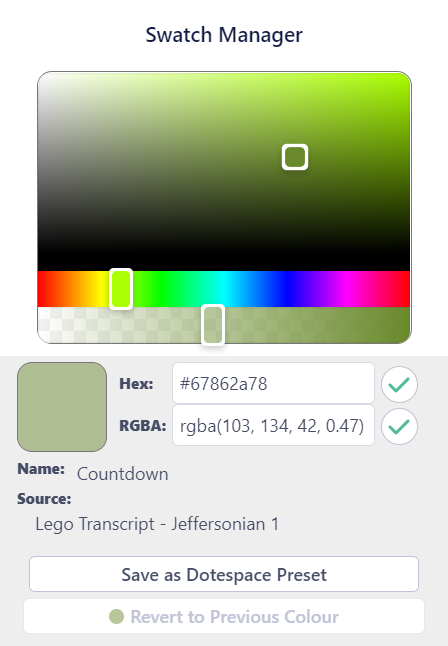 Swatch Manager
Hex: #67862a78
RGBA: rgba(103, 134, 42, 0.47)
Name: Countdown
Source:
Lego Transcript - Jeffersonian 1
Save as Dotespace Preset
Revert to Previous Colour